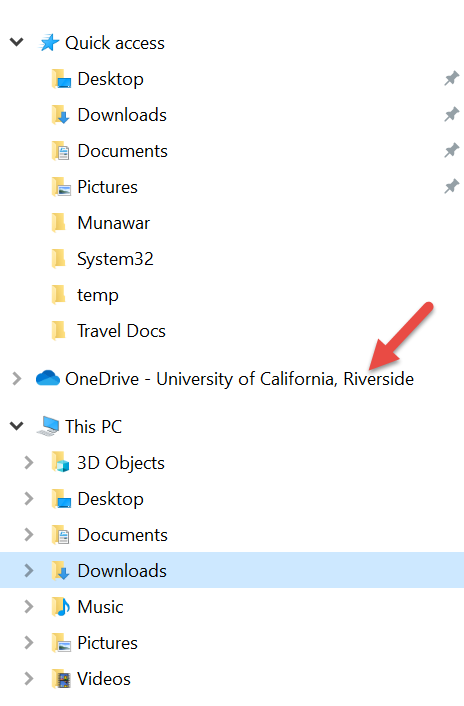 Quick access
Desktop
Downloads
Documents
Pictures
Munawar
System32
temp
Travel Docs
OneDrive - University of California, Riverside
This PC
3D Objects
Desktop
Documents
Downloads
Music
Pictures
Videos